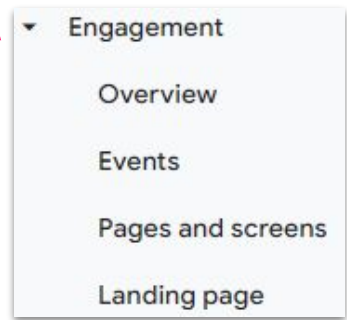 Engagement
Overview
Events
Pages and screens
Landing page